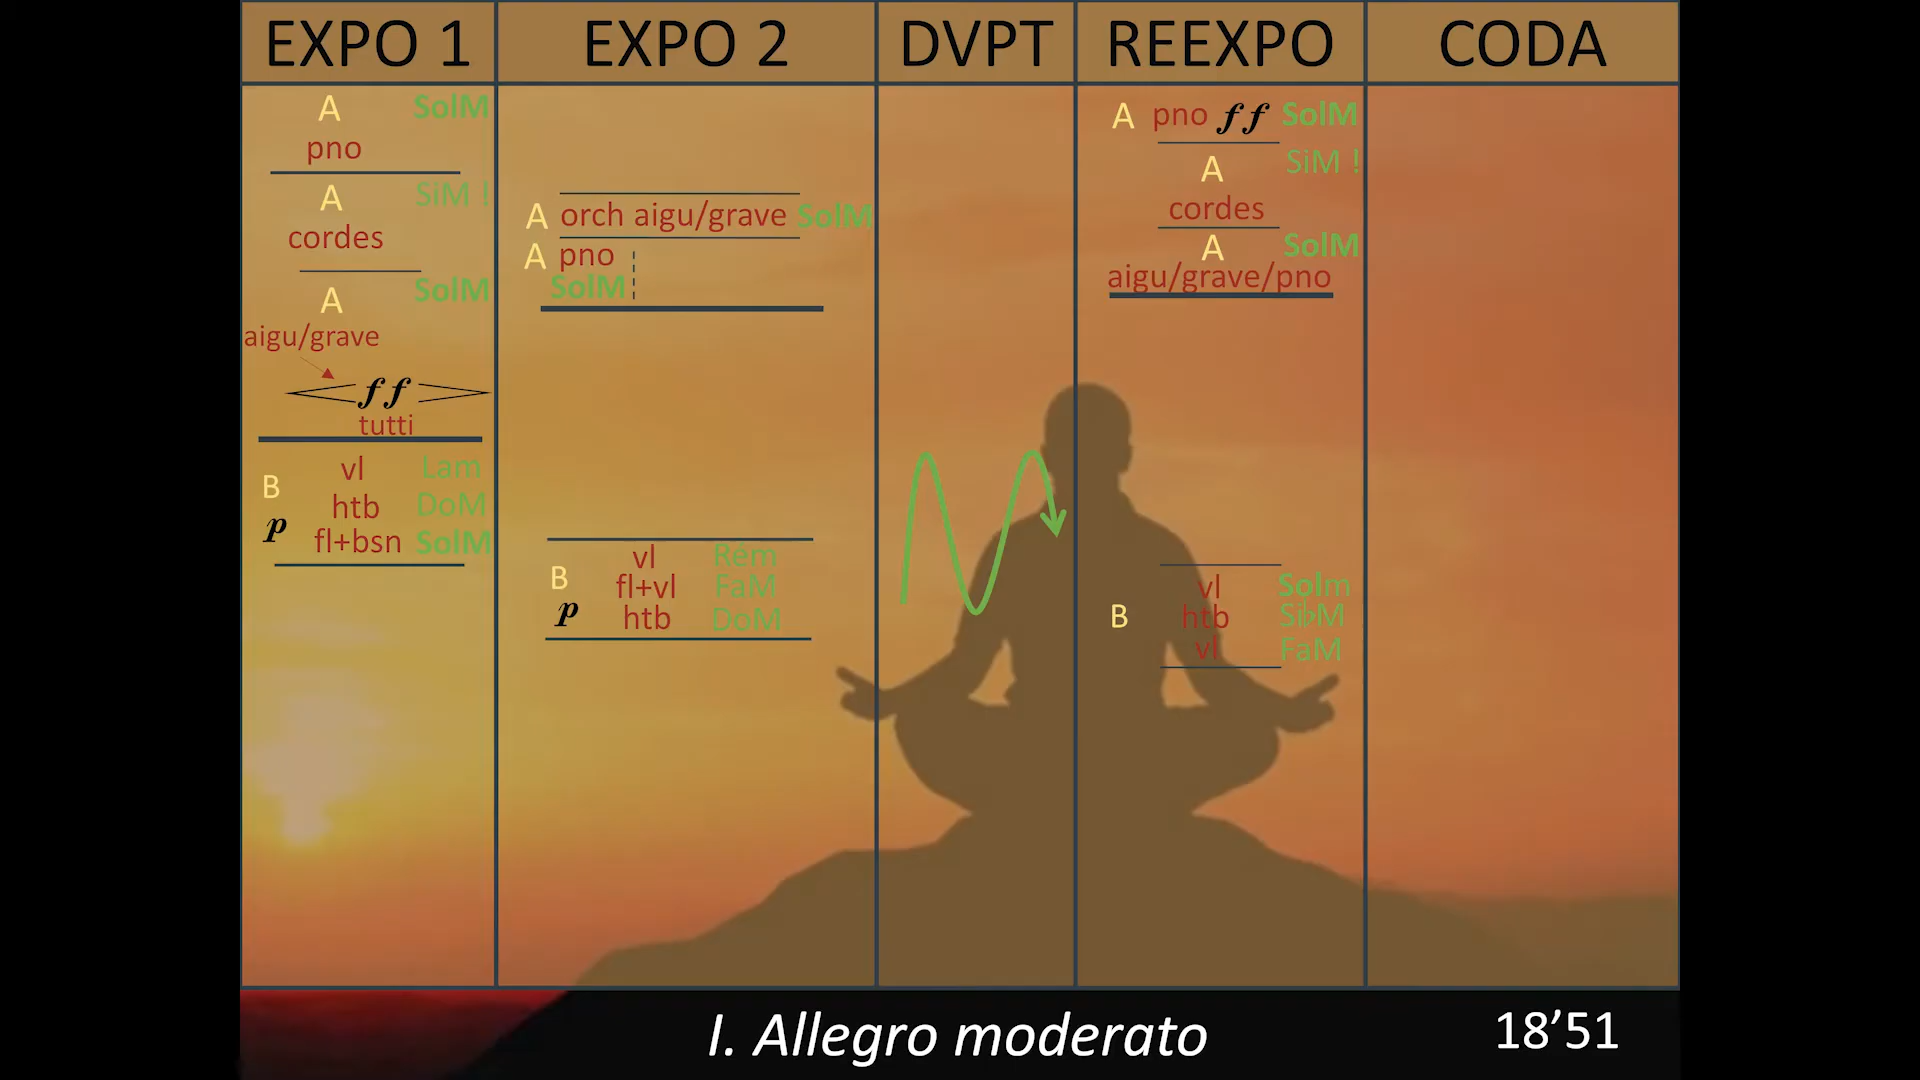 EXPO 1
EXPO 2
DVPT
REEXPO
CODA
A SolM
pno
A SiM !
cordes
A SolM
aigu/grave
ff
tutti
B vl Lam
htb DoM
p fl+bsn SolM
A orch aigu/grave SolM
A pno
SolM
B vl Rém
fl+vl FaM
p htb DoM
A pno ff SolM
A SiM !
cordes
A SolM
aigu/grave/pno
vl Solm
B htb Si♭M
vl FaM
I. Allegro moderato
18’51